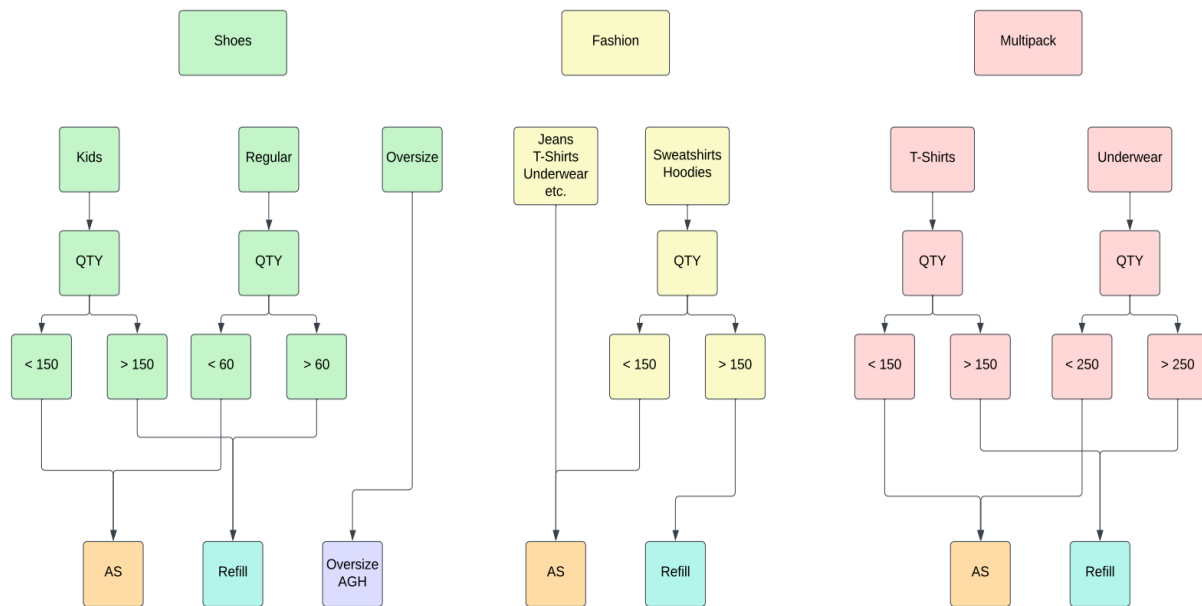 Shoes
Fashion
Multipack
Kids
Regular
Oversize
Jeans
T-Shirts
Underwear
etc.
Sweatshirts
Hoodies
T-Shirts
Underwear
QTY
QTY
QTY
QTY
QTY
< 150
> 150
< 60
> 60
< 150
> 150
< 150
> 150
< 250
> 250
AS
Refill
Oversize
AGH
AS
Refill
AS
Refill